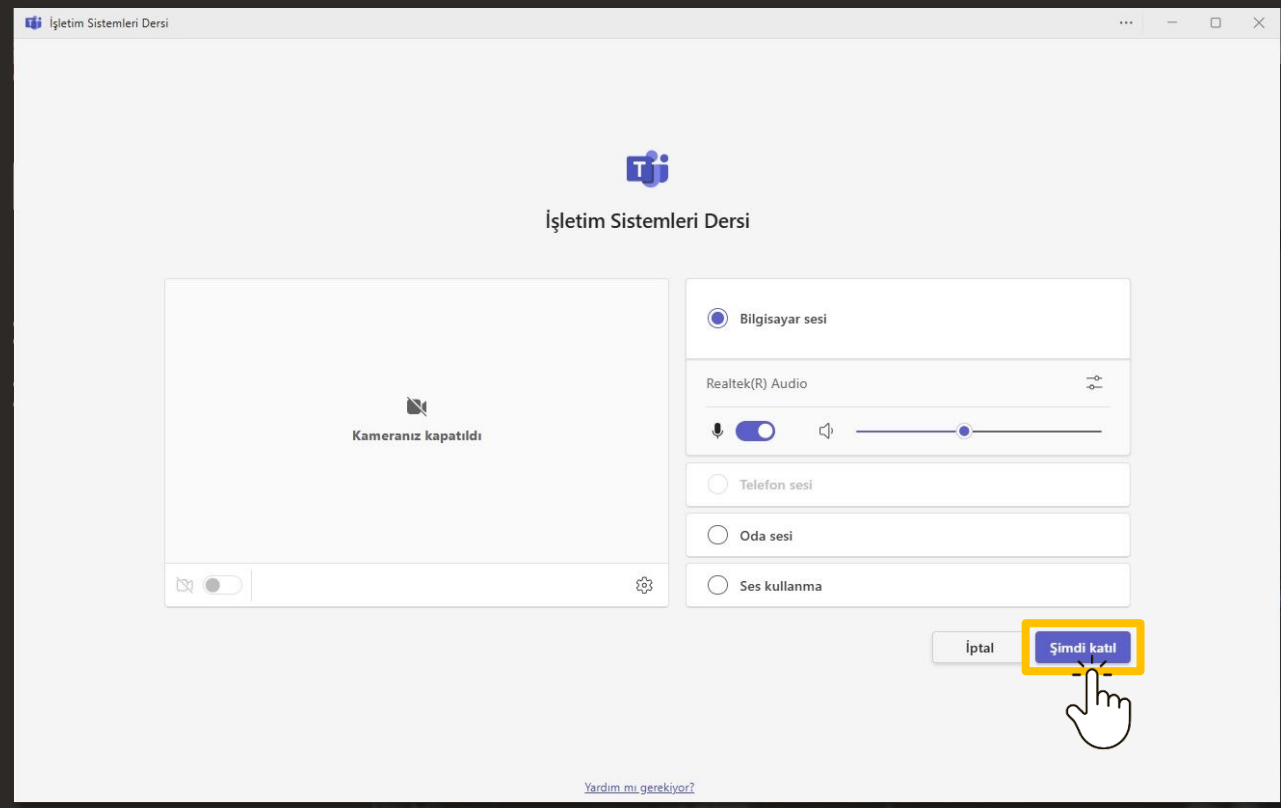 İşletim Sistemleri Dersi
İşletim Sistemleri Dersi
Kameranız kapatıldı
Bilgisayar sesi
Realtek(R) Audio
Telefon sesi
Oda sesi
Ses kullanma
İptal
Şimdi katıl
Yardım mı gerekiyor?